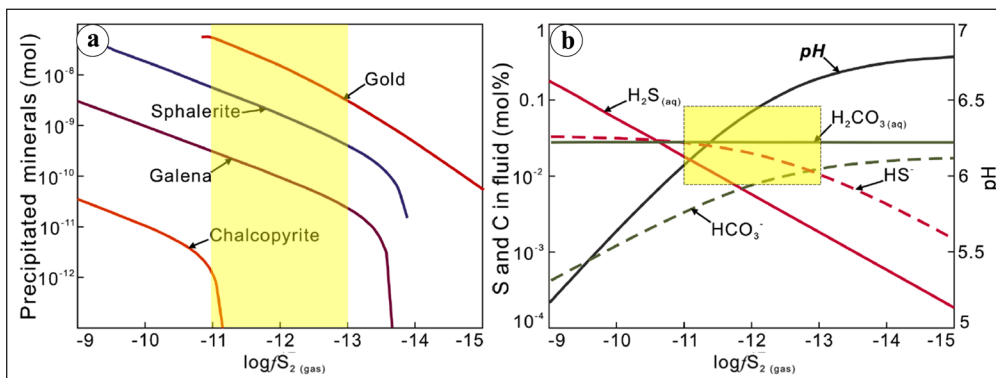 a
Precipitated minerals (mol)
10⁻⁸
10⁻⁹
10⁻¹⁰
10⁻¹¹
10⁻¹²
Gold
Sphalerite
Galena
Chalcopyrite
-9 -10 -11 -12 -13 -14 -15
logfS₂⁻ (gas)
b
S and C in fluid (mol%)
1
0.1
10⁻²
10⁻³
10⁻⁴
pH
H₂S (aq)
H₂CO₃ (aq)
HS⁻
HCO₃⁻
7
6.5
6
5.5
5
pH
-9 -10 -11 -12 -13 -14 -15
logfS₂⁻ (gas)